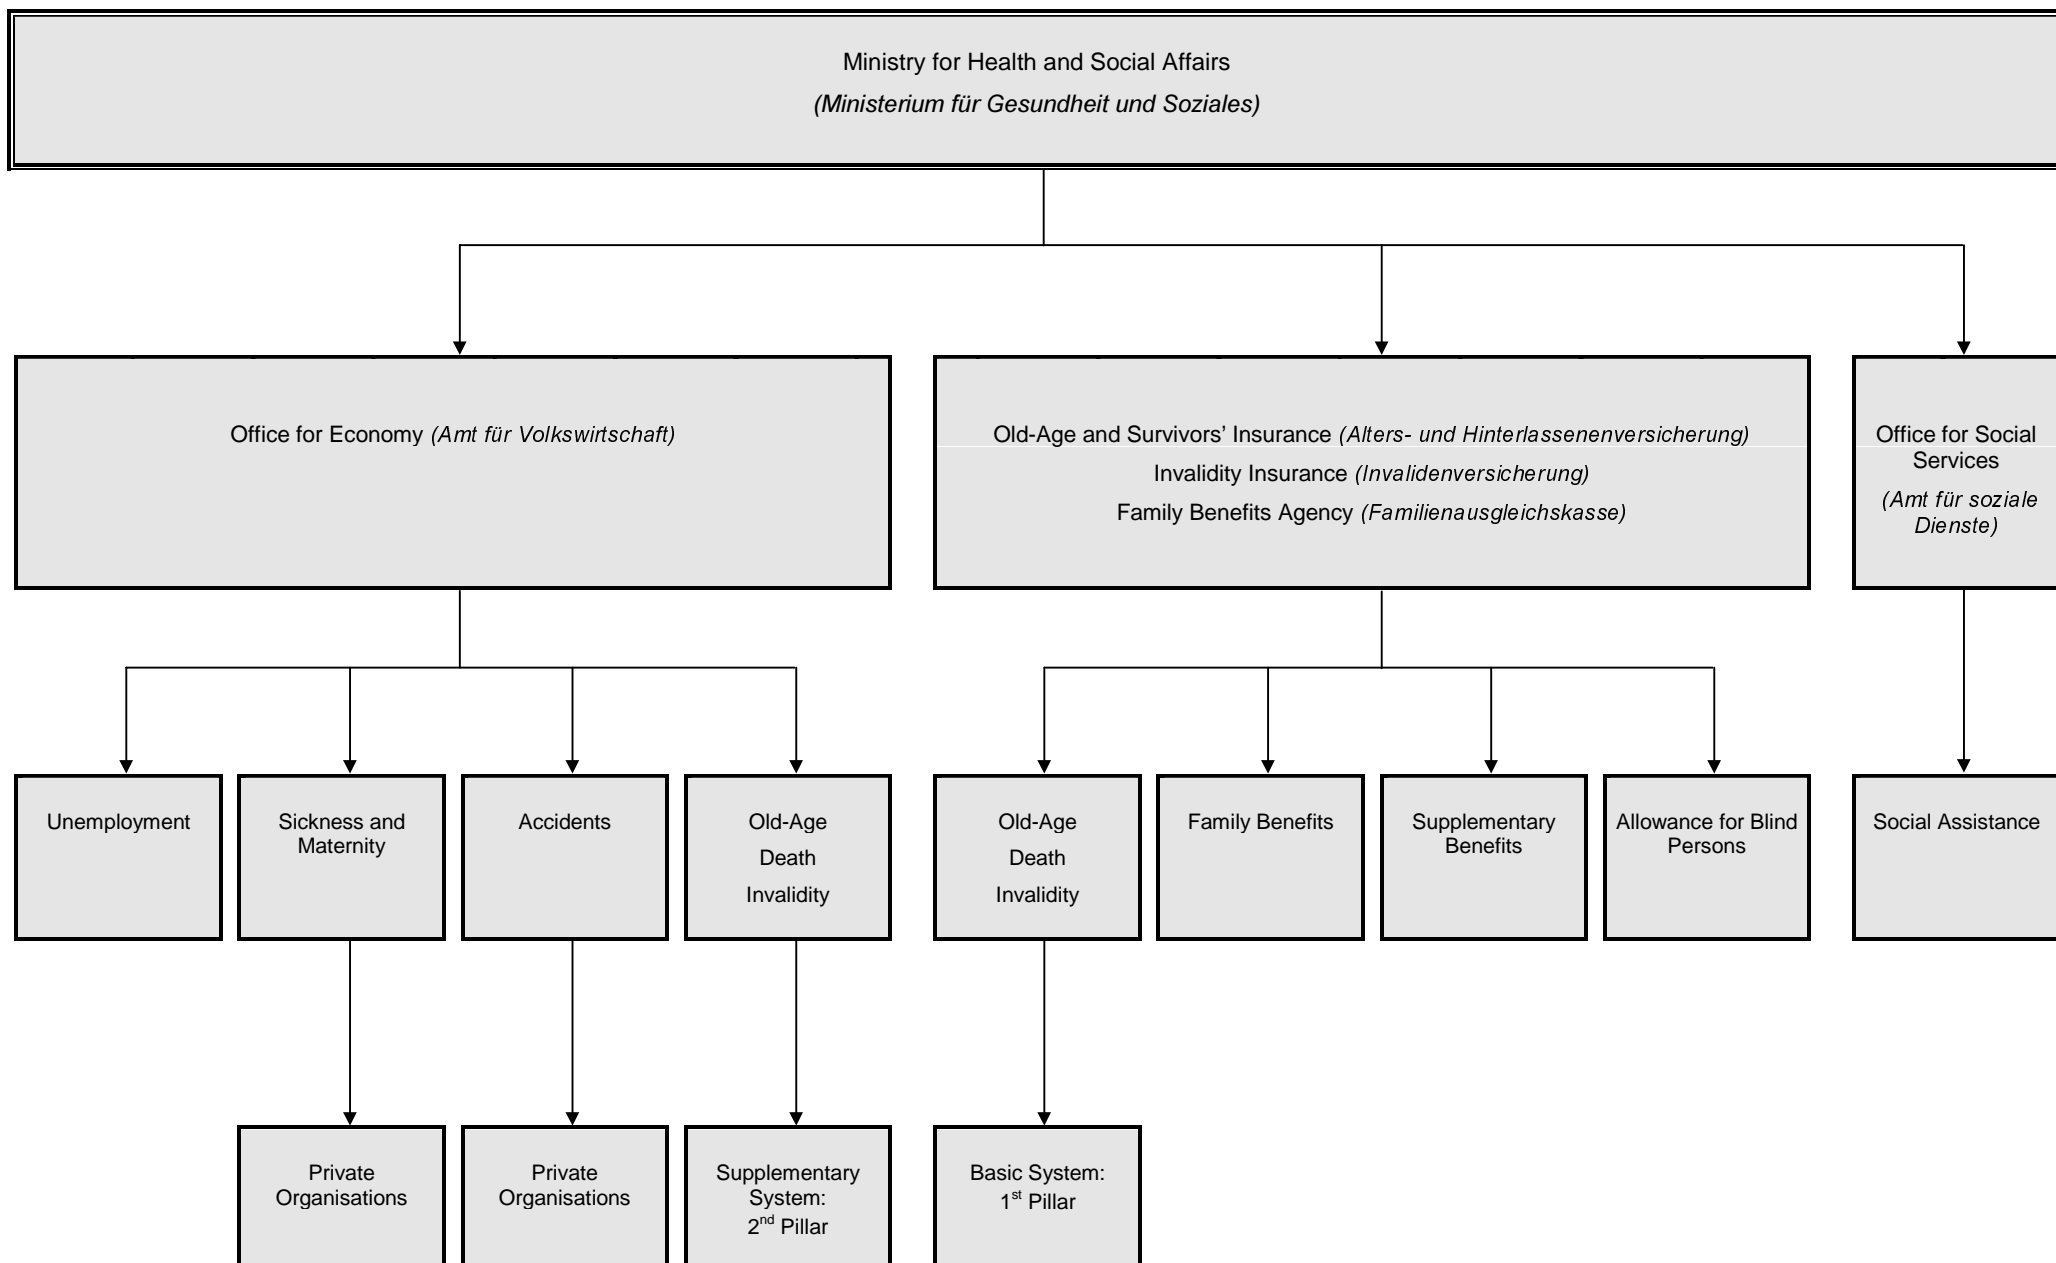 Ministry for Health and Social Affairs
(Ministerium für Gesundheit und Soziales)
Office for Economy (Amt für Volkswirtschaft)
Old-Age and Survivors’ Insurance (Alters- und Hinterlassenenversicherung)
Invalidity Insurance (Invalidenversicherung)
Family Benefits Agency (Familienausgleichskasse)
Office for Social
Services
(Amt für soziale
Dienste)
Unemployment
Sickness and
Maternity
Accidents
Old-Age
Death
Invalidity
Old-Age
Death
Invalidity
Family Benefits
Supplementary
Benefits
Allowance for Blind
Persons
Social Assistance
Private
Organisations
Private
Organisations
Supplementary
System:
2nd Pillar
Basic System:
1st Pillar